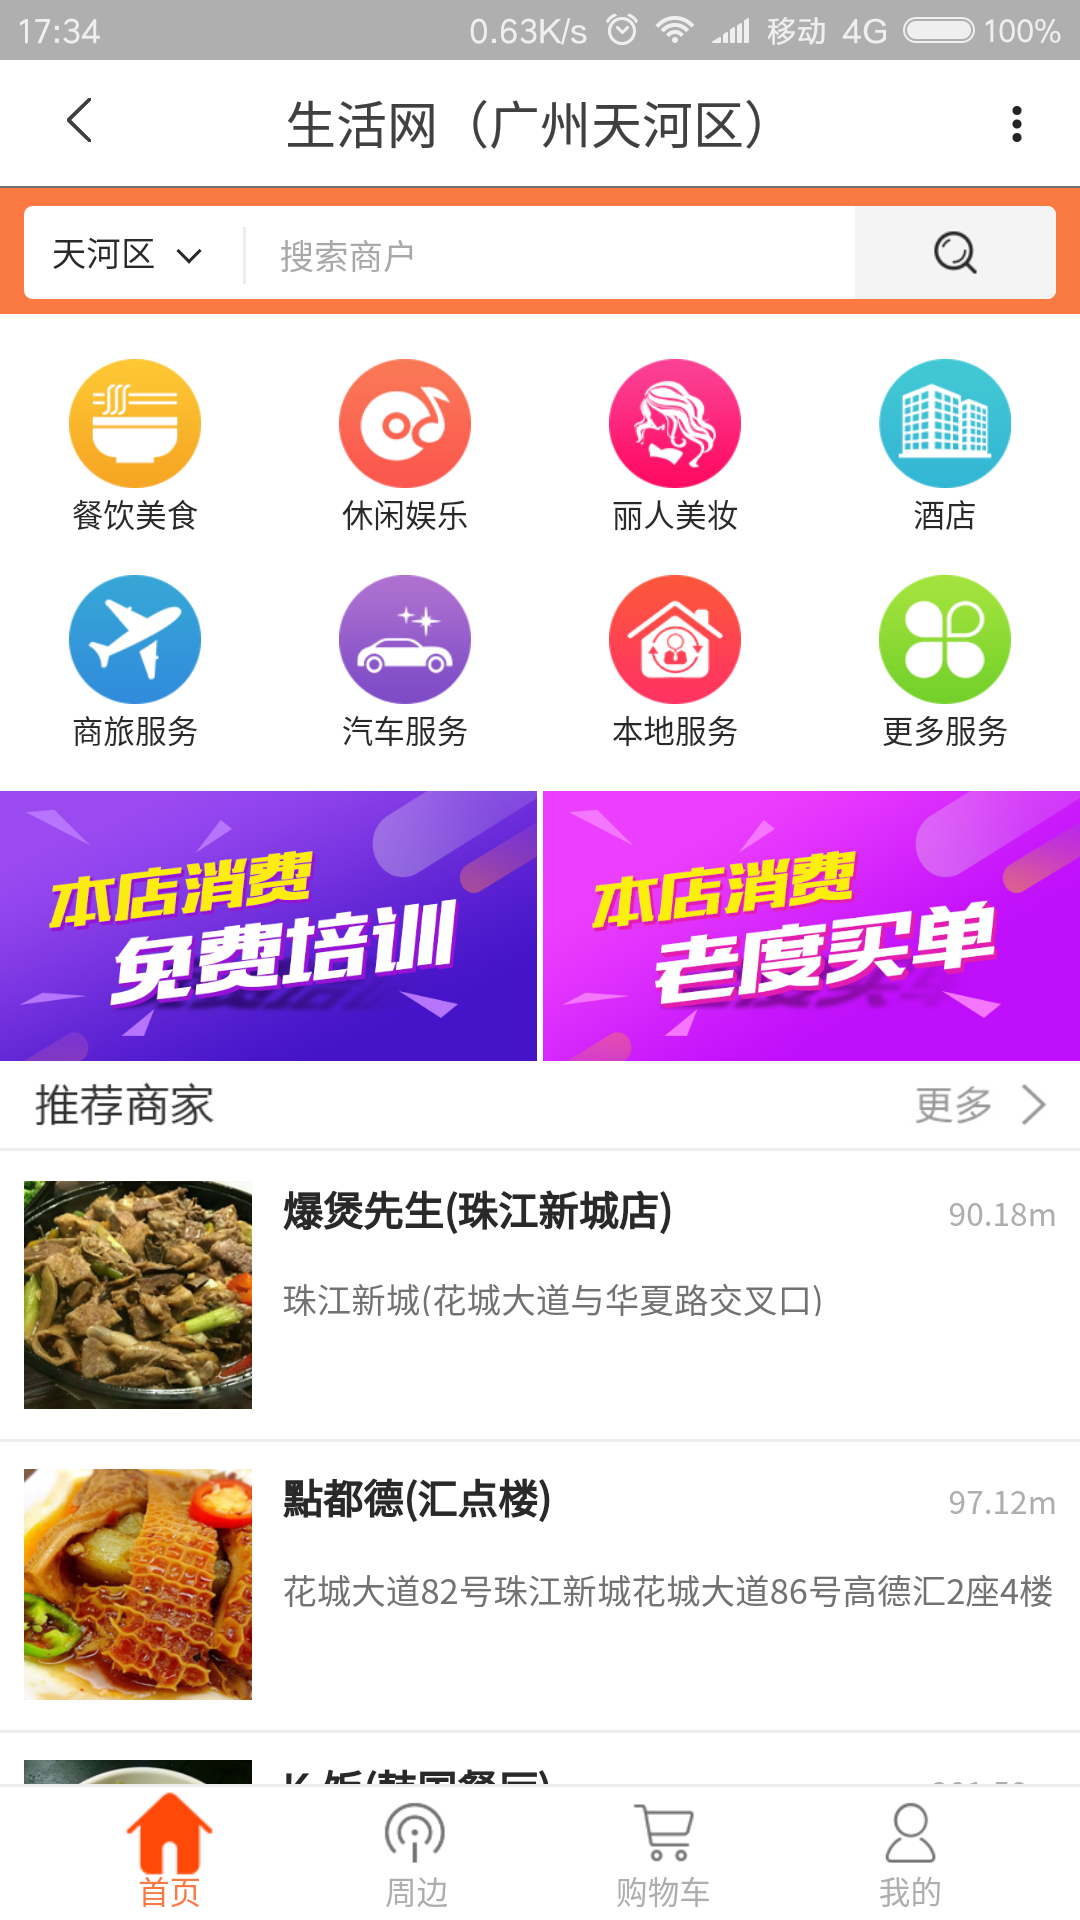 17:34 0.63K/s 移动 4G 100%
生活网（广州天河区）
天河区 搜索商户
餐饮美食 休闲娱乐 丽人美妆 酒店
商旅服务 汽车服务 本地服务 更多服务
本店消费 本店消费
免费培训 老度买单
推荐商家 更多
爆煲先生(珠江新城店) 90.18m
珠江新城(花城大道与华夏路交叉口)
點都德(汇点楼) 97.12m
花城大道82号珠江新城花城大道86号高德汇2座4楼
首页 周边 购物车 我的